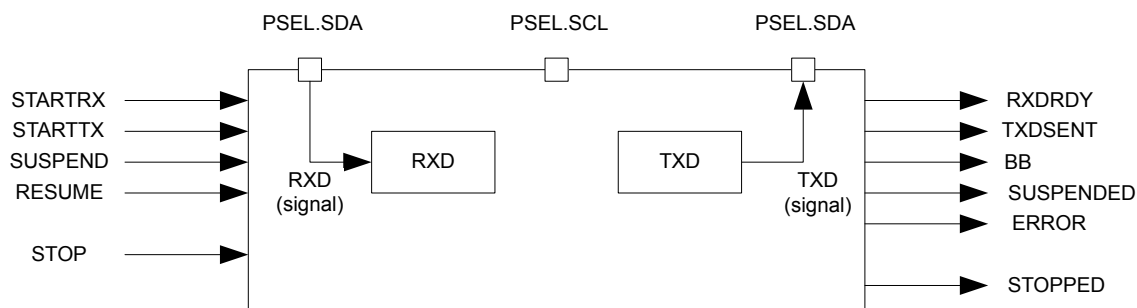 PSEL.SDA
PSEL.SCL
PSEL.SDA
STARTRX
STARTTX
SUSPEND
RESUME
STOP
RXD
RXD
(signal)
TXD
TXD
(signal)
RXDRDY
TXDSENT
BB
SUSPENDED
ERROR
STOPPED